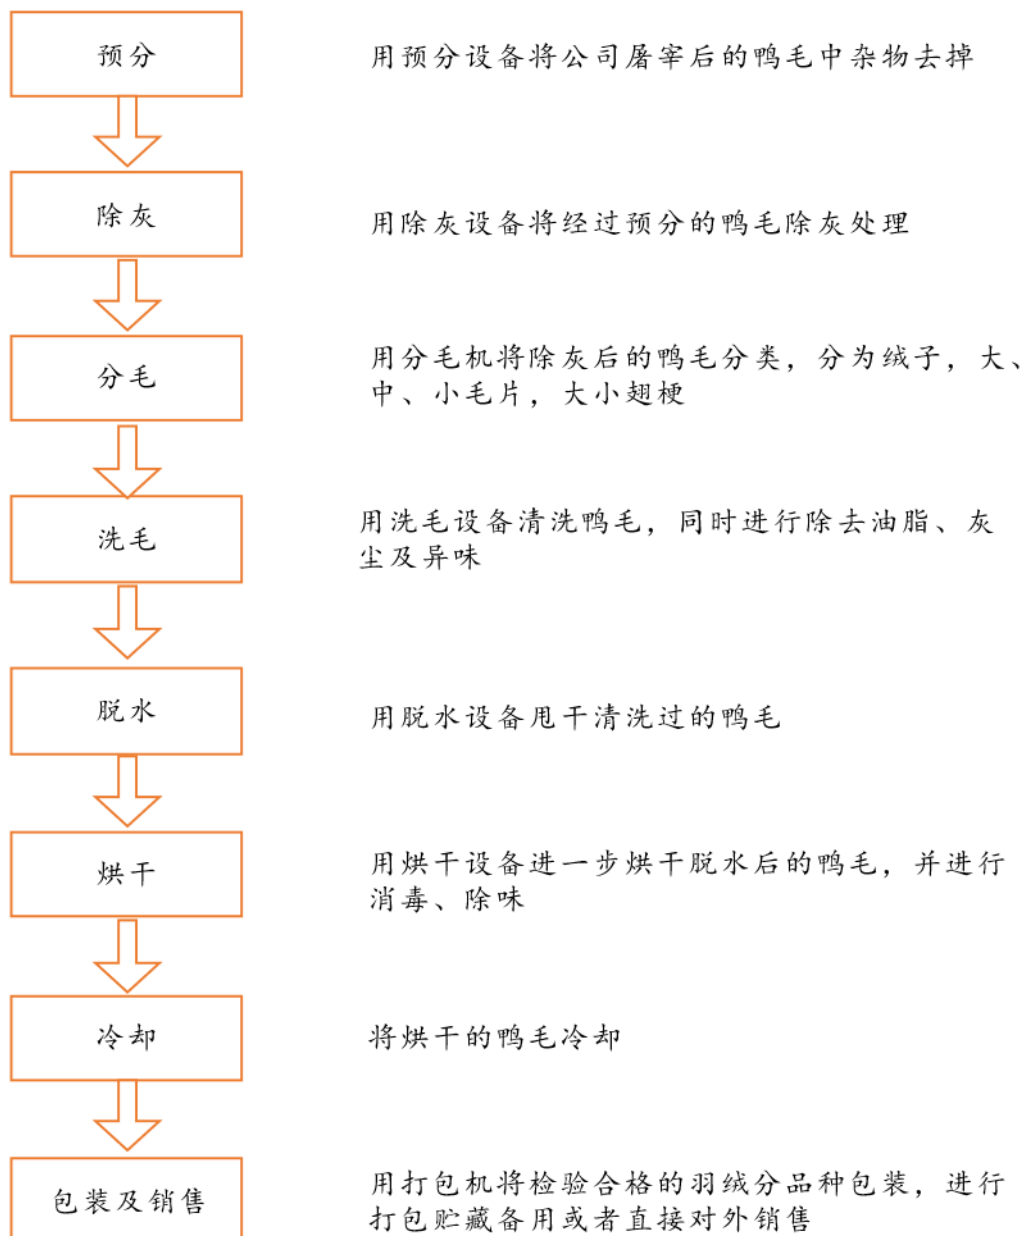 预分
用预分设备将公司屠宰后的鸭毛中杂物去掉
除灰
用除灰设备将经过预分的鸭毛除灰处理
分毛
用分毛机将除灰后的鸭毛分类，分为绒子，大、
中、小毛片，大小翅梗
洗毛
用洗毛设备清洗鸭毛，同时进行除去油脂、灰
尘及异味
脱水
用脱水设备甩干清洗过的鸭毛
烘干
用烘干设备进一步烘干脱水后的鸭毛，并进行
消毒、除味
冷却
将烘干的鸭毛冷却
包装及销售
用打包机将检验合格的羽绒分品种包装，进行
打包贮藏备用或者直接对外销售